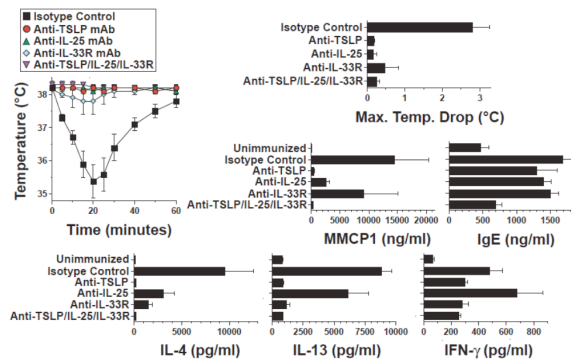 Isotype Control
Anti-TSLP mAb
Anti-IL-25 mAb
Anti-IL-33R mAb
Anti-TSLP/IL-25/IL-33R
38
37
36
35
Temperature (°C)
0 10 20 30 40 50 60
Time (minutes)
Isotype Control
Anti-TSLP
Anti-IL-25
Anti-IL-33
Anti-TSLP/IL-25/IL-33R
0 1 2 3
Max. Temp. Drop (°C)
Unimmunized
Isotype Control
Anti-TSLP
Anti-IL-25
Anti-IL-33
Anti-TSLP/IL-25/IL-33R
0 5000 10000 15000 20000
MMCP1 (ng/ml)
0 500 1000 1500
IgE (ng/ml)
Unimmunized
Isotype Control
Anti-TSLP
Anti-IL-25
Anti-IL-33R
Anti-TSLP/IL-25/IL-33R
0 5000 10000
IL-4 (pg/ml)
0 5000 10000
IL-13 (pg/ml)
0 200 400 600 800
IFN-γ (pg/ml)